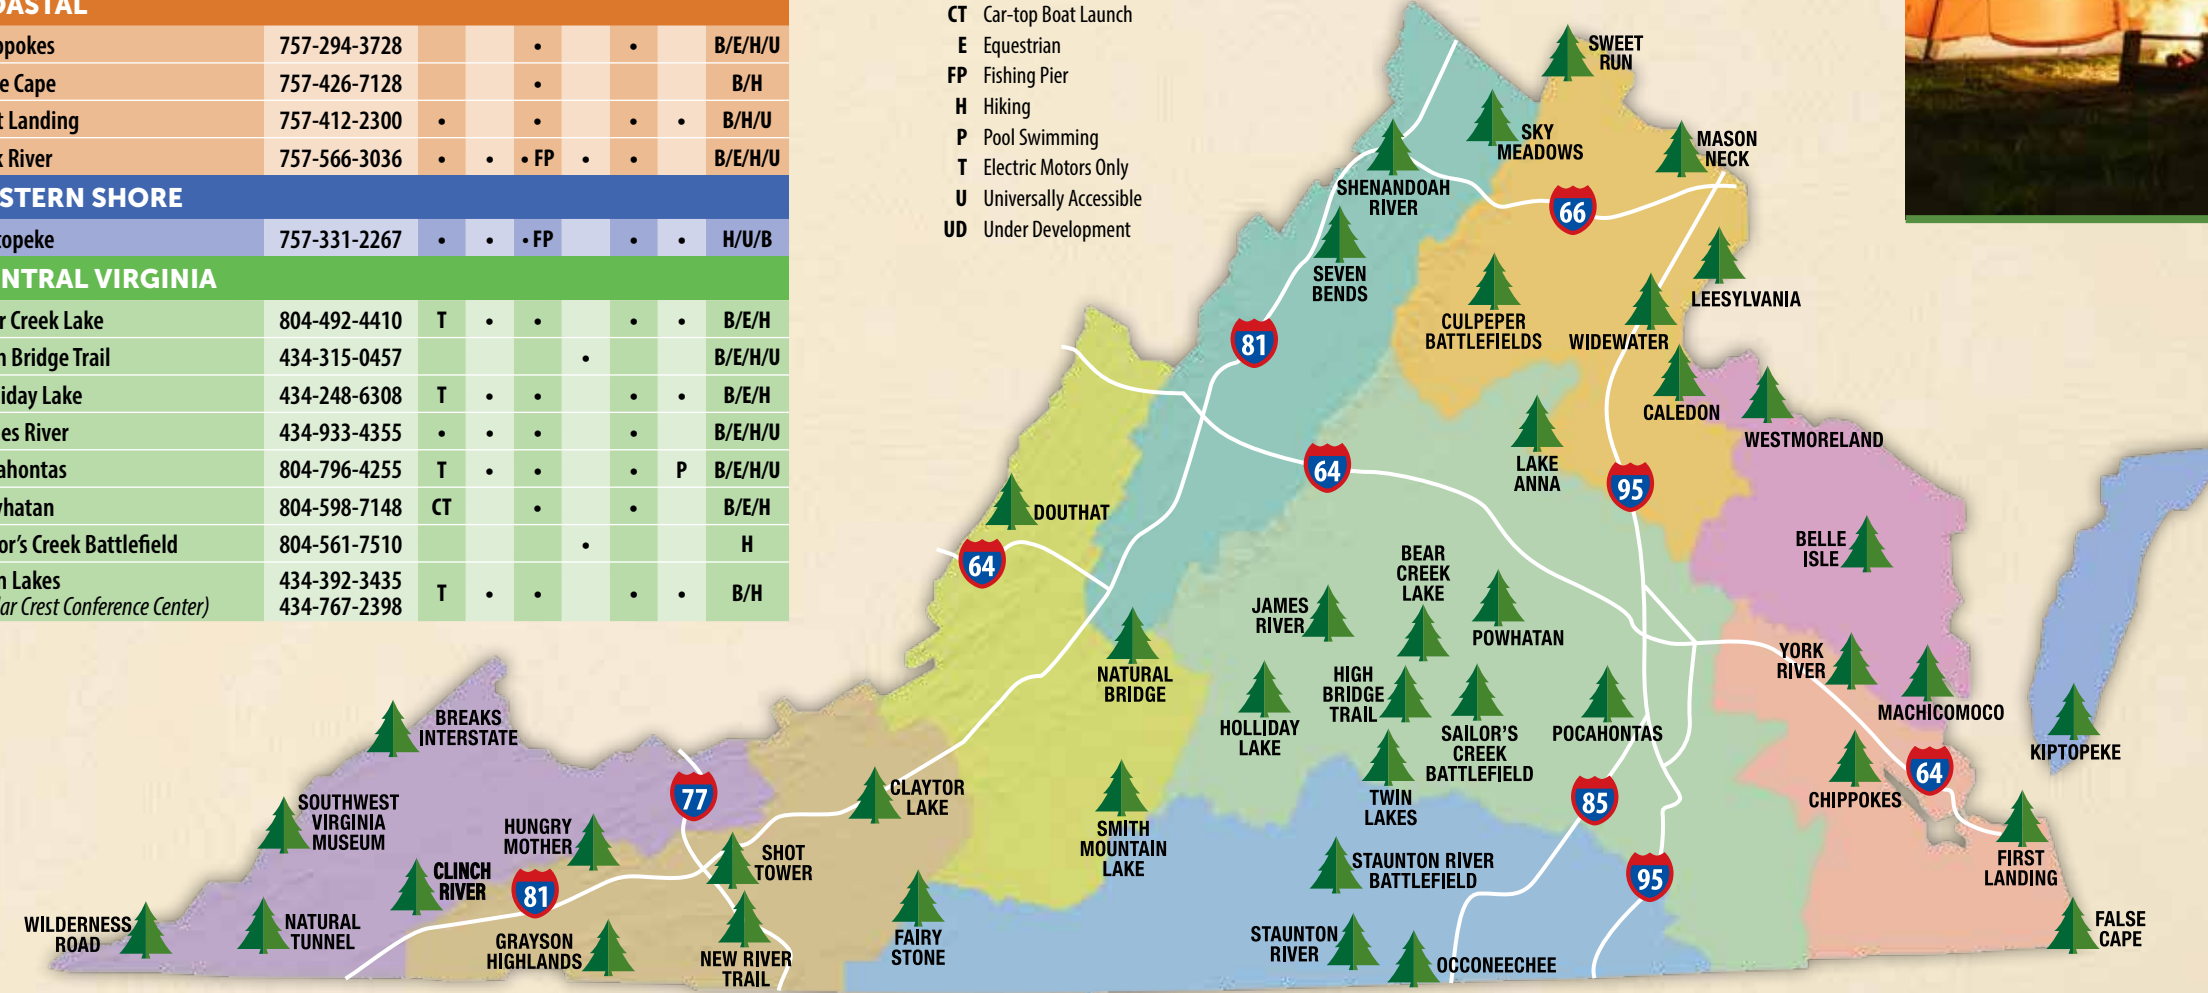 OASTAL
ppokes 757-294-3728 • • B/E/H/U
e Cape 757-426-7128 • B/H
t Landing 757-412-2300 • • • • B/H/U
k River 757-566-3036 • • • FP • • B/E/H/U
STERN SHORE
topeke 757-331-2267 • • • FP • • H/U/B
NTRAL VIRGINIA
r Creek Lake 804-492-4410 T • • • • B/E/H
h Bridge Trail 434-315-0457 • B/E/H/U
liday Lake 434-248-6308 T • • • • B/E/H
es River 434-933-4355 • • • • B/E/H/U
ahontas 804-796-4255 T • • • P B/E/H/U
whatan 804-598-7148 CT • • B/E/H
or's Creek Battlefield 804-561-7510 • H
n Lakes 434-392-3435 T • • • • B/H
ar Crest Conference Center) 434-767-2398
CT Car-top Boat Launch
E Equestrian
FP Fishing Pier
H Hiking
P Pool Swimming
T Electric Motors Only
U Universally Accessible
UD Under Development
SWEET
RUN
SKY
MEADOWS
MASON
NECK
SHENANDOAH
RIVER
66
SEVEN
BENDS
LEESYLVANIA
CULPEPER
BATTLEFIELDS
WIDEWATER
81
CALEDON
WESTMORELAND
LAKE
ANNA
64
95
DOUTHAT
64
BELLE
ISLE
BEAR
CREEK
LAKE
JAMES
RIVER
POWHATAN
YORK
RIVER
NATURAL
BRIDGE
HIGH
BRIDGE
TRAIL
HOLLIDAY
LAKE
SAILOR'S
CREEK
BATTLEFIELD
POCAHONTAS
MACHICOMOCO
KIPTOPEKE
BREAKS
INTERSTATE
77
CLAYTOR
LAKE
TWIN
LAKES
85
CHIPPOKES
64
SOUTHWEST
VIRGINIA
MUSEUM
HUNGRY
MOTHER
SMITH
MOUNTAIN
LAKE
SHOT
TOWER
STAUNTON RIVER
BATTLEFIELD
95
FIRST
LANDING
CLINCH
RIVER
81
WILDERNESS
ROAD
NATURAL
TUNNEL
GRAYSON
HIGHLANDS
NEW RIVER
TRAIL
FAIRY
STONE
STAUNTON
RIVER
OCCONEECHEE
FALSE
CAPE